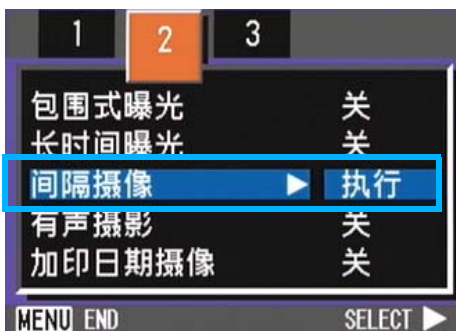 1 2 3
包围式曝光 关
长时间曝光 关
间隔摄像 ▶ 执行
有声摄影 关
加印日期摄像 关
MENU END SELECT ▶